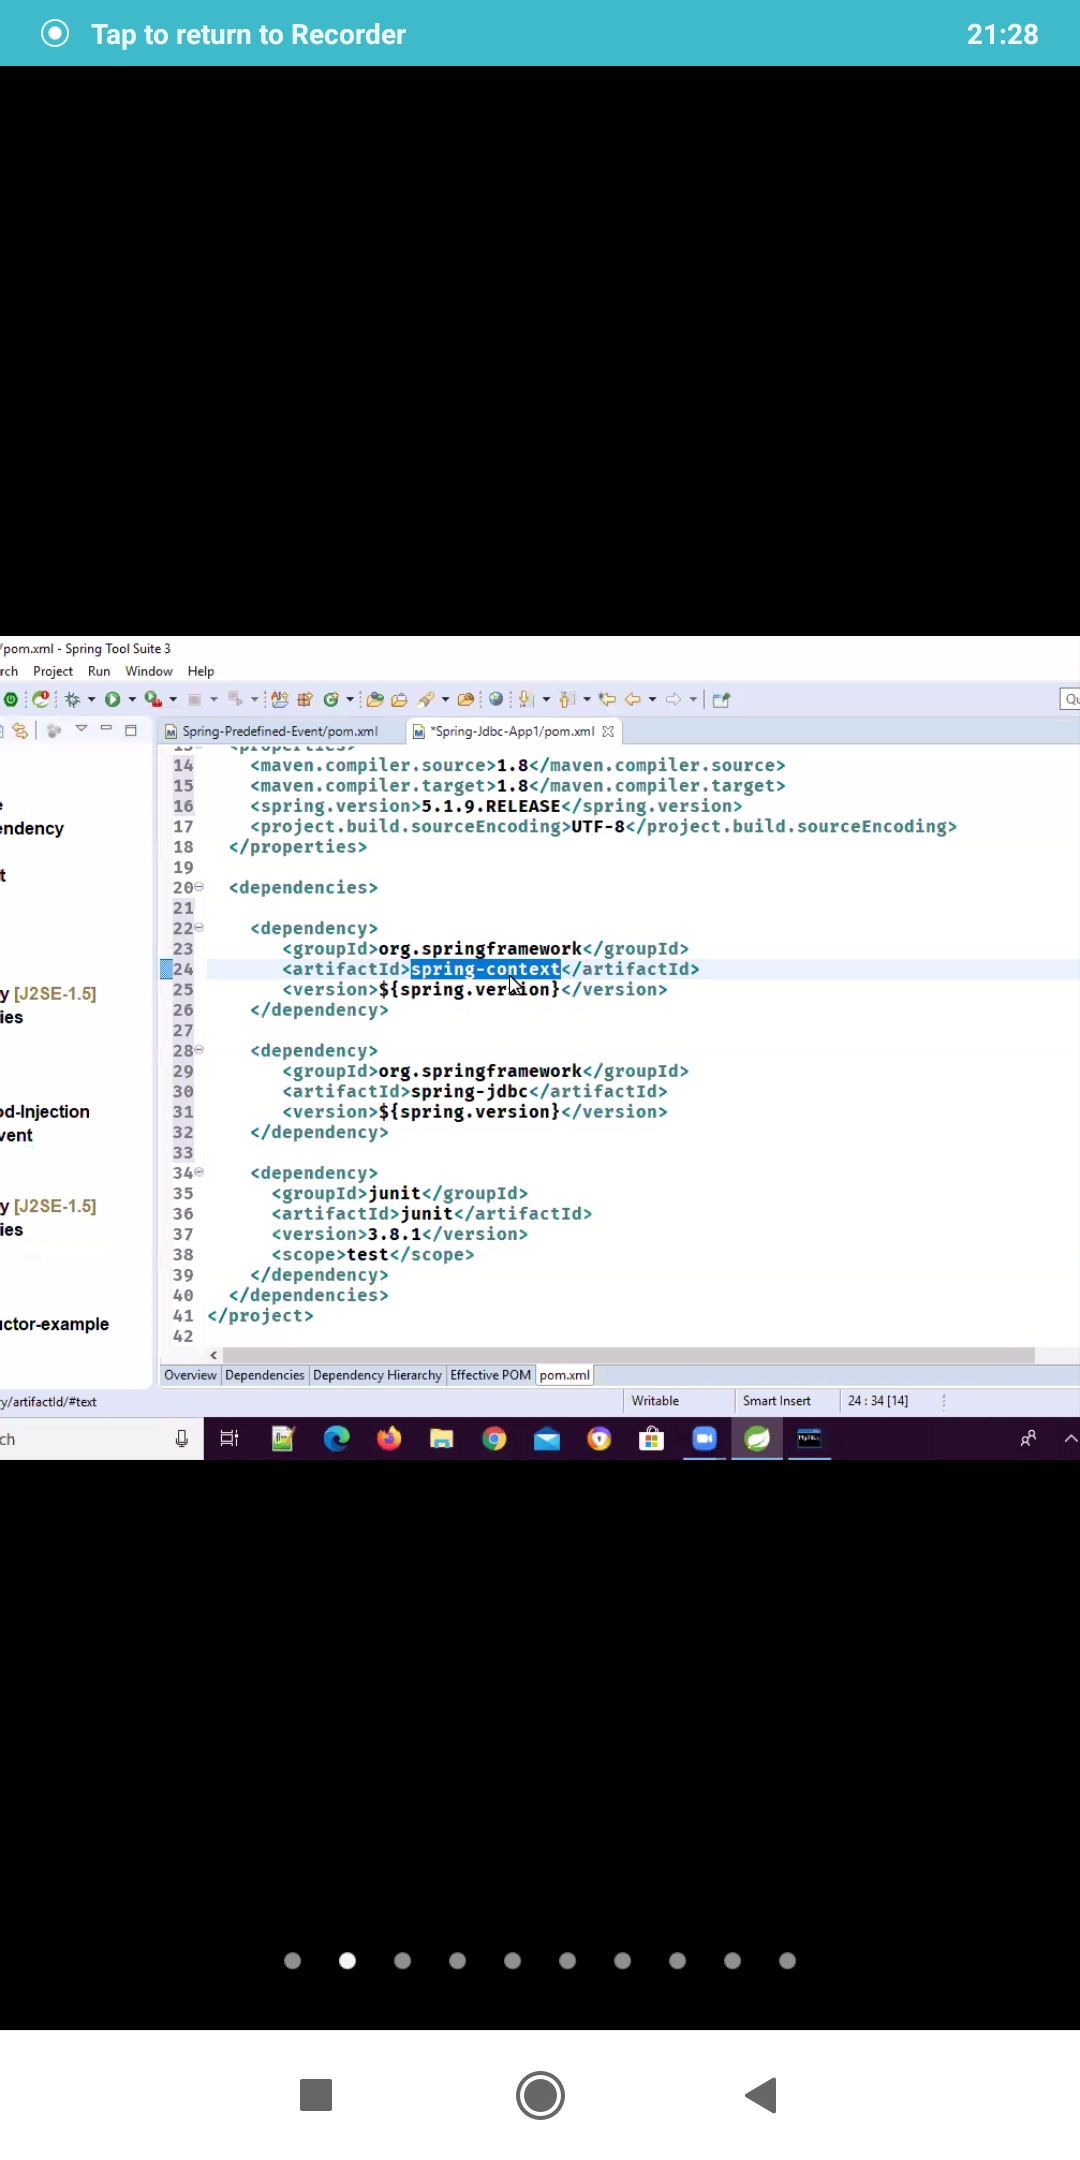 Tap to return to Recorder
21:28
/pom.xml - Spring Tool Suite 3
rch Project Run Window Help
Qu
Spring-Predefined-Event/pom.xml
*Spring-Jdbc-App1/pom.xml
13 <properties>
14 <maven.compiler.source>1.8</maven.compiler.source>
15 <maven.compiler.target>1.8</maven.compiler.target>
16 <spring.version>5.1.9.RELEASE</spring.version>
17 <project.build.sourceEncoding>UTF-8</project.build.sourceEncoding>
18 </properties>
19
20 <dependencies>
21
22 <dependency>
23 <groupId>org.springframework</groupId>
24 <artifactId>spring-context</artifactId>
25 <version>${spring.version}</version>
26 </dependency>
27
28 <dependency>
29 <groupId>org.springframework</groupId>
30 <artifactId>spring-jdbc</artifactId>
31 <version>${spring.version}</version>
32 </dependency>
33
34 <dependency>
35 <groupId>junit</groupId>
36 <artifactId>junit</artifactId>
37 <version>3.8.1</version>
38 <scope>test</scope>
39 </dependency>
40 </dependencies>
41 </project>
42
e
endency
t
y [J2SE-1.5]
ies
od-Injection
vent
y [J2SE-1.5]
ies
uctor-example
Overview Dependencies Dependency Hierarchy Effective POM pom.xml
y/artifactId/#text
Writable
Smart Insert
24 : 34 [14]
ch